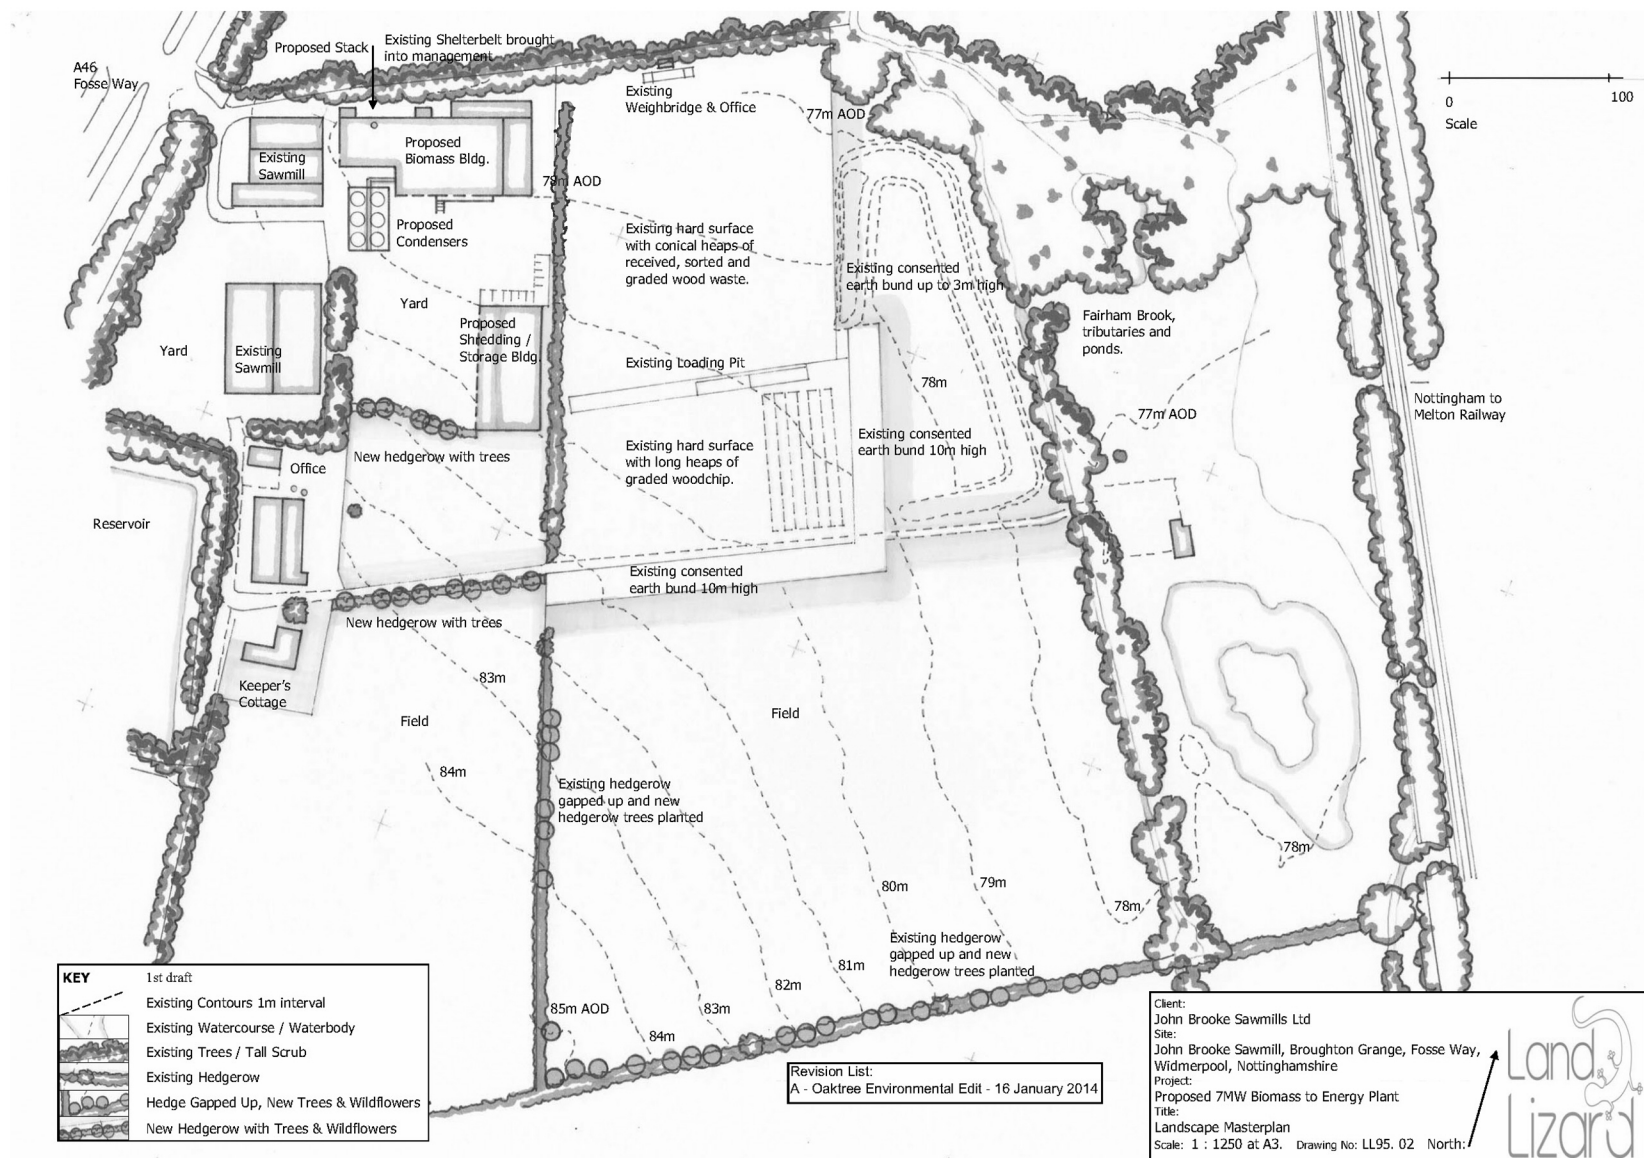 Proposed Stack
Existing Shelterbelt brought
into management
A46
Fosse Way
Existing
Weighbridge & Office
77m AOD
0
100
Scale
Existing
Sawmill
Proposed
Biomass Bldg.
78m AOD
Proposed
Condensers
Existing hard surface
with conical heaps of
received, sorted and
graded wood waste.
Existing consented
earth bund up to 3m high
Yard
Proposed
Shredding /
Storage Bldg.
Fairham Brook,
tributaries and
ponds.
Yard
Existing
Sawmill
Existing Loading Pit
78m
77m AOD
Nottingham to
Melton Railway
Existing consented
earth bund 10m high
Existing hard surface
with long heaps of
graded woodchip.
New hedgerow with trees
Office
Reservoir
Existing consented
earth bund 10m high
New hedgerow with trees
Keeper's
Cottage
83m
Field
Field
84m
Existing hedgerow
gapped up and new
hedgerow trees planted
78m
80m
79m
78m
Existing hedgerow
gapped up and new
hedgerow trees planted
81m
82m
83m
84m
85m AOD
KEY
1st draft
Existing Contours 1m interval
Existing Watercourse / Waterbody
Existing Trees / Tall Scrub
Existing Hedgerow
Hedge Gapped Up, New Trees & Wildflowers
New Hedgerow with Trees & Wildflowers
Revision List:
A - Oaktree Environmental Edit - 16 January 2014
Client:
John Brooke Sawmills Ltd
Site:
John Brooke Sawmill, Broughton Grange, Fosse Way,
Widmerpool, Nottinghamshire
Project:
Proposed 7MW Biomass to Energy Plant
Title:
Landscape Masterplan
Scale: 1 : 1250 at A3. Drawing No: LL95. 02 North:
Land
Lizard